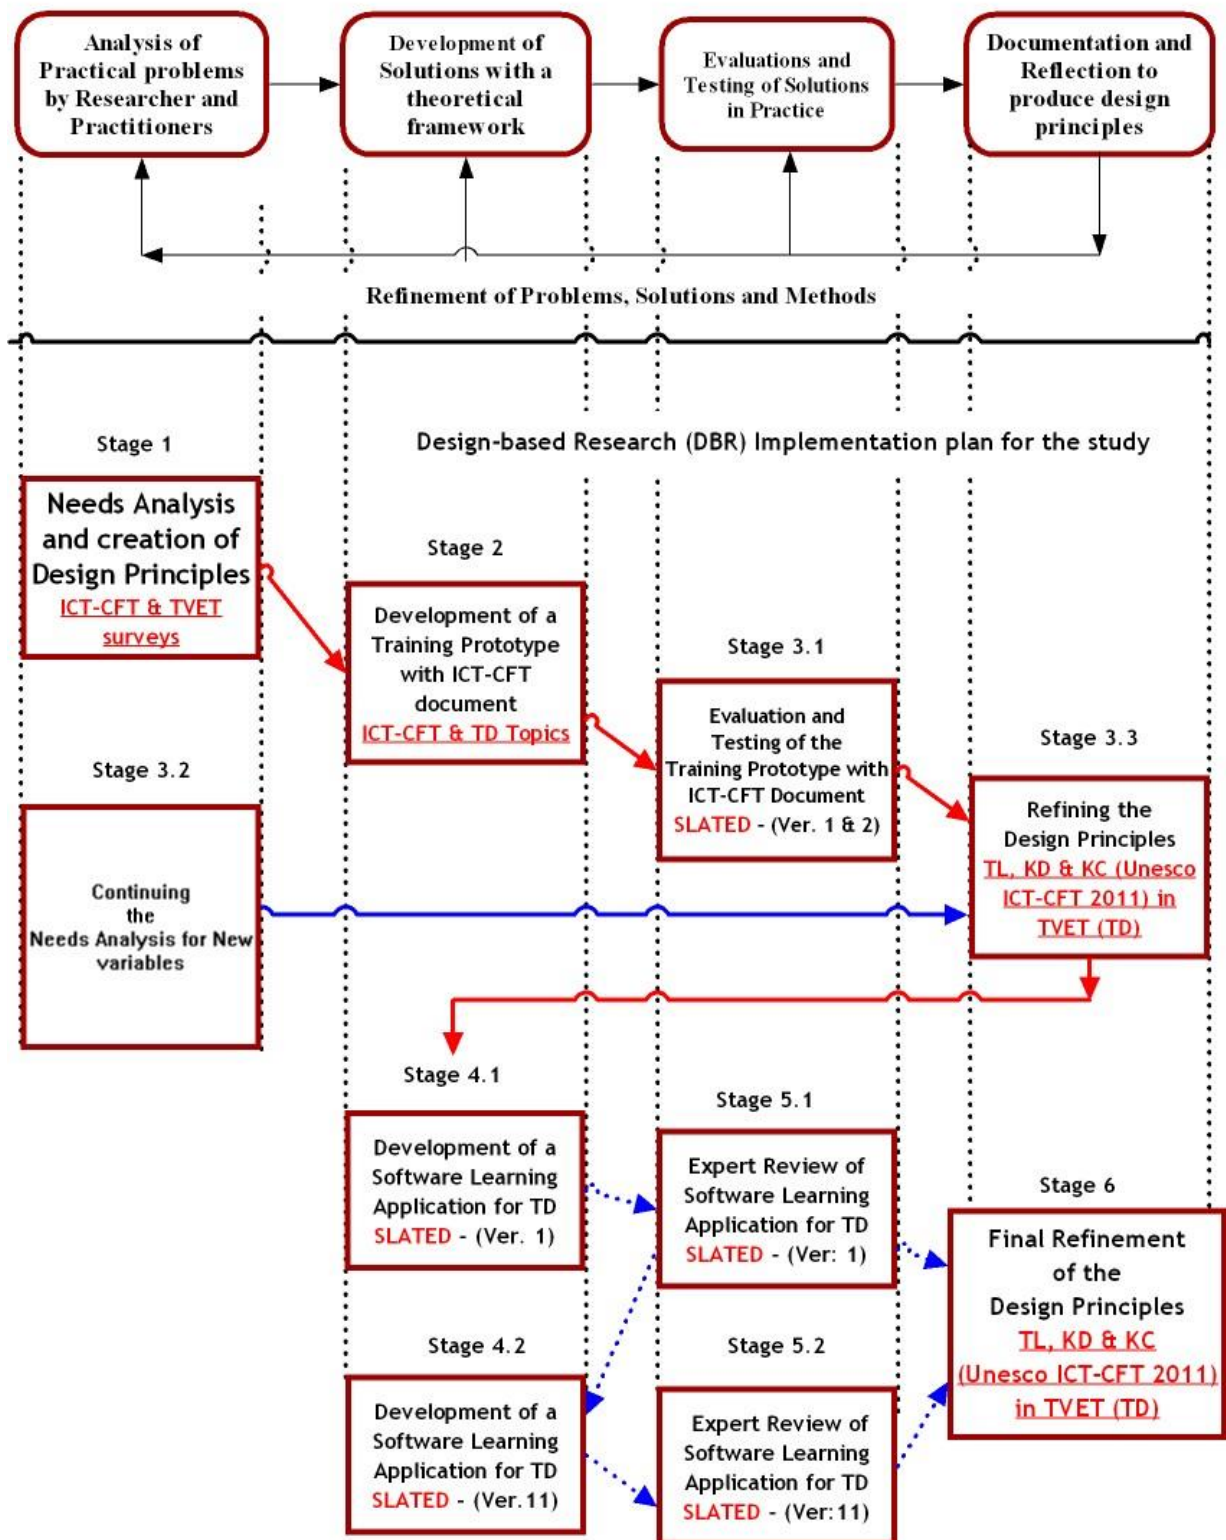 Analysis of
Practical problems
by Researcher and
Practitioners
Development of
Solutions with a
theoretical
framework
Evaluations and
Testing of Solutions
in Practice
Documentation and
Reflection to
produce design
principles
Refinement of Problems, Solutions and Methods
Design-based Research (DBR) Implementation plan for the study
Stage 1
Needs Analysis
and creation of
Design Principles
ICT-CFT & TVET
surveys
Stage 2
Development of a
Training Prototype
with ICT-CFT
document
ICT-CFT & TD Topics
Stage 3.1
Evaluation and
Testing of the
Training Prototype with
ICT-CFT Document
SLATED - (Ver. 1 & 2)
Stage 3.2
Continuing
the
Needs Analysis for New
variables
Stage 3.3
Refining the
Design Principles
TL, KD & KC (Unesco
ICT-CFT 2011) in
TVET (TD)
Stage 4.1
Development of a
Software Learning
Application for TD
SLATED - (Ver. 1)
Stage 5.1
Expert Review of
Software Learning
Application for TD
SLATED - (Ver: 1)
Stage 4.2
Development of a
Software Learning
Application for TD
SLATED - (Ver.11)
Stage 5.2
Expert Review of
Software Learning
Application for TD
SLATED - (Ver:11)
Stage 6
Final Refinement
of the
Design Principles
TL, KD & KC
(Unesco ICT-CFT 2011)
in TVET (TD)